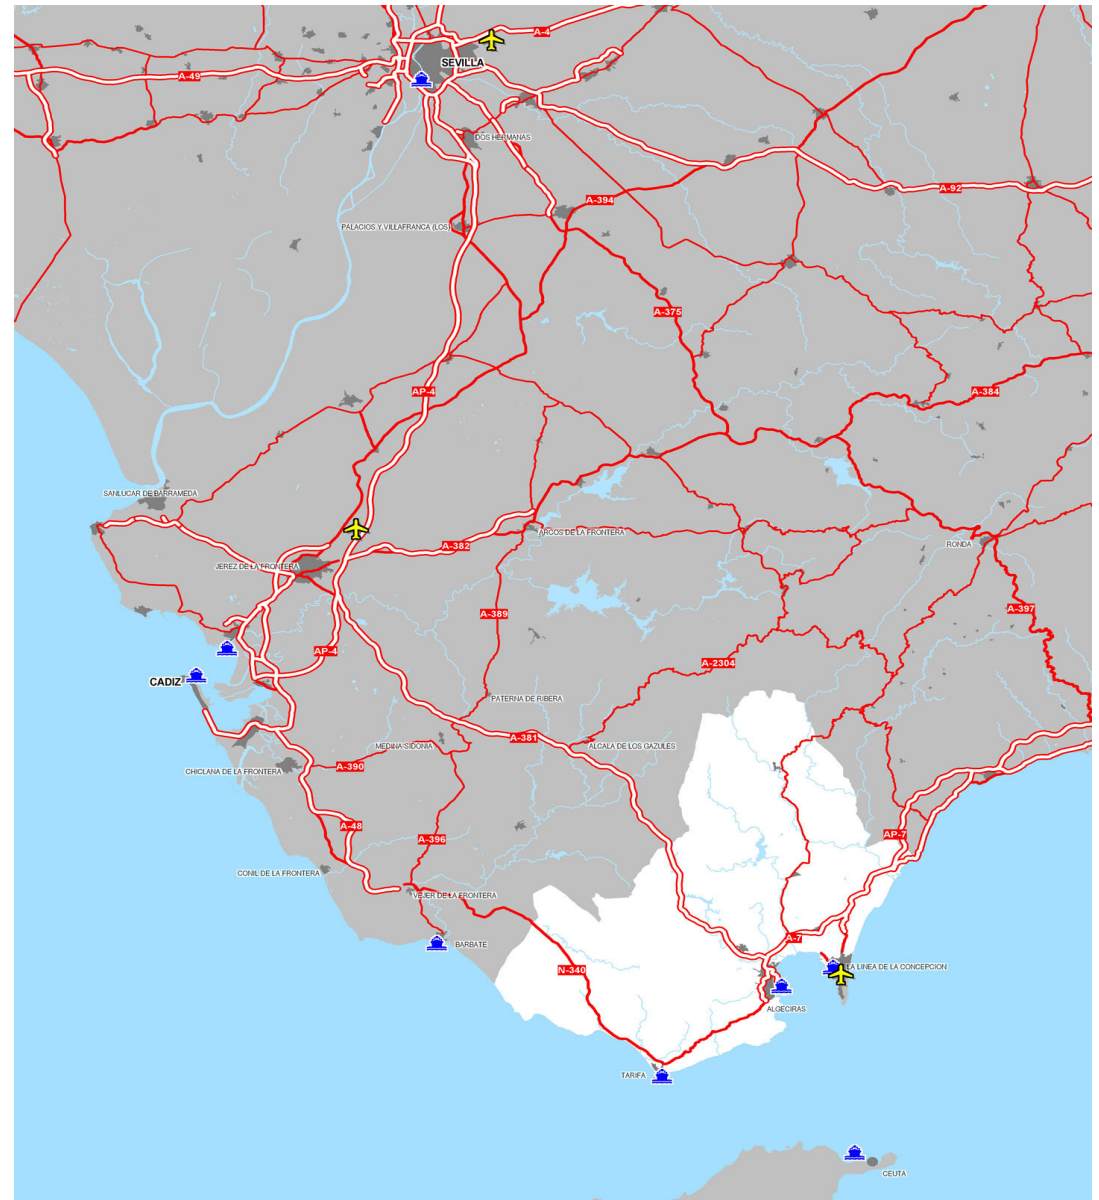 A-4
SEVILLA
A-49
DOS HERMANAS
A-92
A-394
PALACIOS Y VILLAFRANCA (LOS)
A-375
AP-4
A-384
SANLUCAR DE BARRAMEDA
ARCOS DE LA FRONTERA
A-382
RONDA
JEREZ DE LA FRONTERA
A-397
A-389
AP-4
A-2304
CADIZ
PATERNA DE RIBERA
A-381
MEDINA SIDONIA
ALCALA DE LOS GAZULES
A-390
CHICLANA DE LA FRONTERA
A-48
AP-7
A-396
CONIL DE LA FRONTERA
VEJER DE LA FRONTERA
A-7
BARBATE
LA LINEA DE LA CONCEPCION
N-340
ALGECIRAS
TARIFA
CEUTA